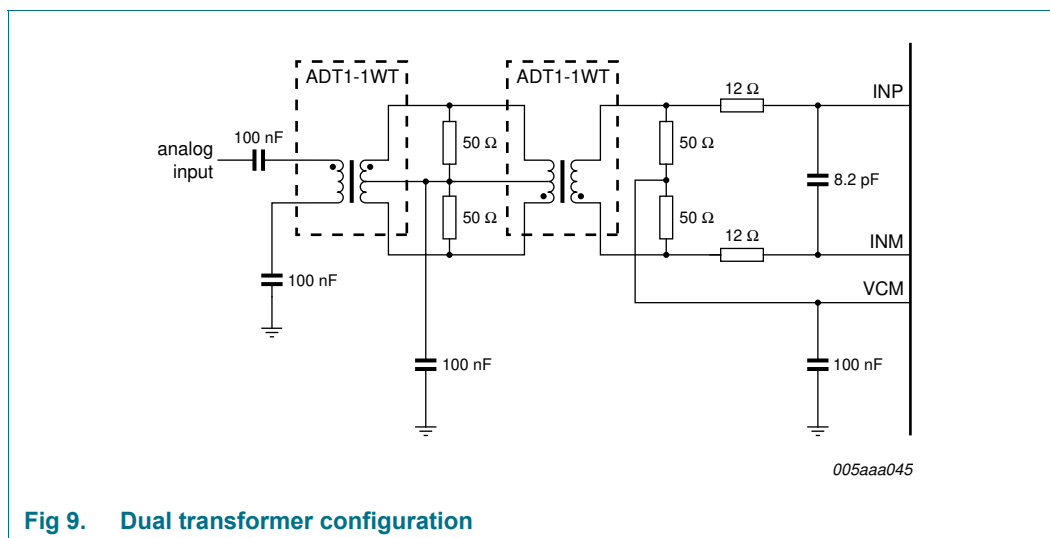 ADT1-1WT
ADT1-1WT
12 Ω
INP
100 nF
analog
input
50 Ω
50 Ω
8.2 pF
50 Ω
50 Ω
12 Ω
INM
100 nF
VCM
100 nF
100 nF
005aaa045
Fig 9. Dual transformer configuration